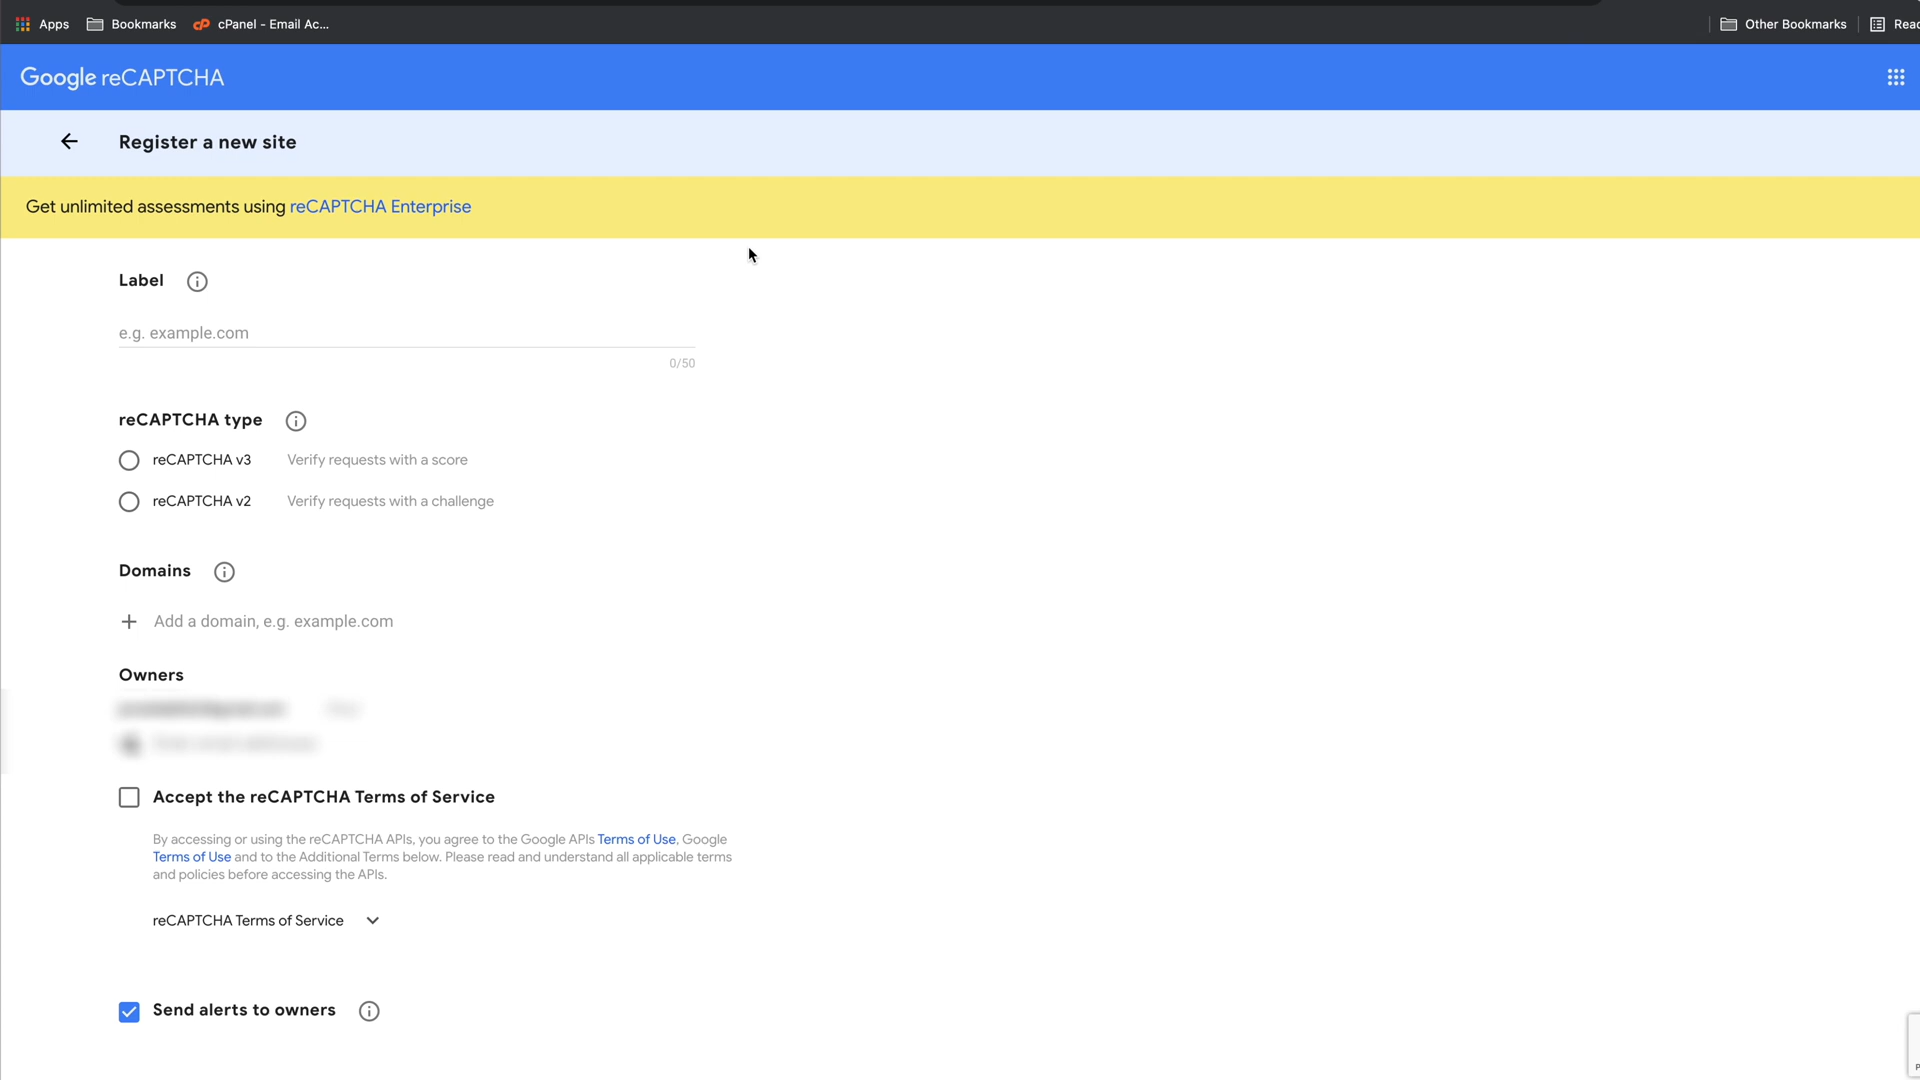 Apps Bookmarks cPanel - Email Ac... Other Bookmarks
Google reCAPTCHA
Register a new site
Get unlimited assessments using reCAPTCHA Enterprise
Label
e.g. example.com
0/50
reCAPTCHA type
reCAPTCHA v3 Verify requests with a score
reCAPTCHA v2 Verify requests with a challenge
Domains
Add a domain, e.g. example.com
Owners
Accept the reCAPTCHA Terms of Service
By accessing or using the reCAPTCHA APIs, you agree to the Google APIs Terms of Use, Google
Terms of Use and to the Additional Terms below. Please read and understand all applicable terms
and policies before accessing the APIs.
reCAPTCHA Terms of Service
Send alerts to owners